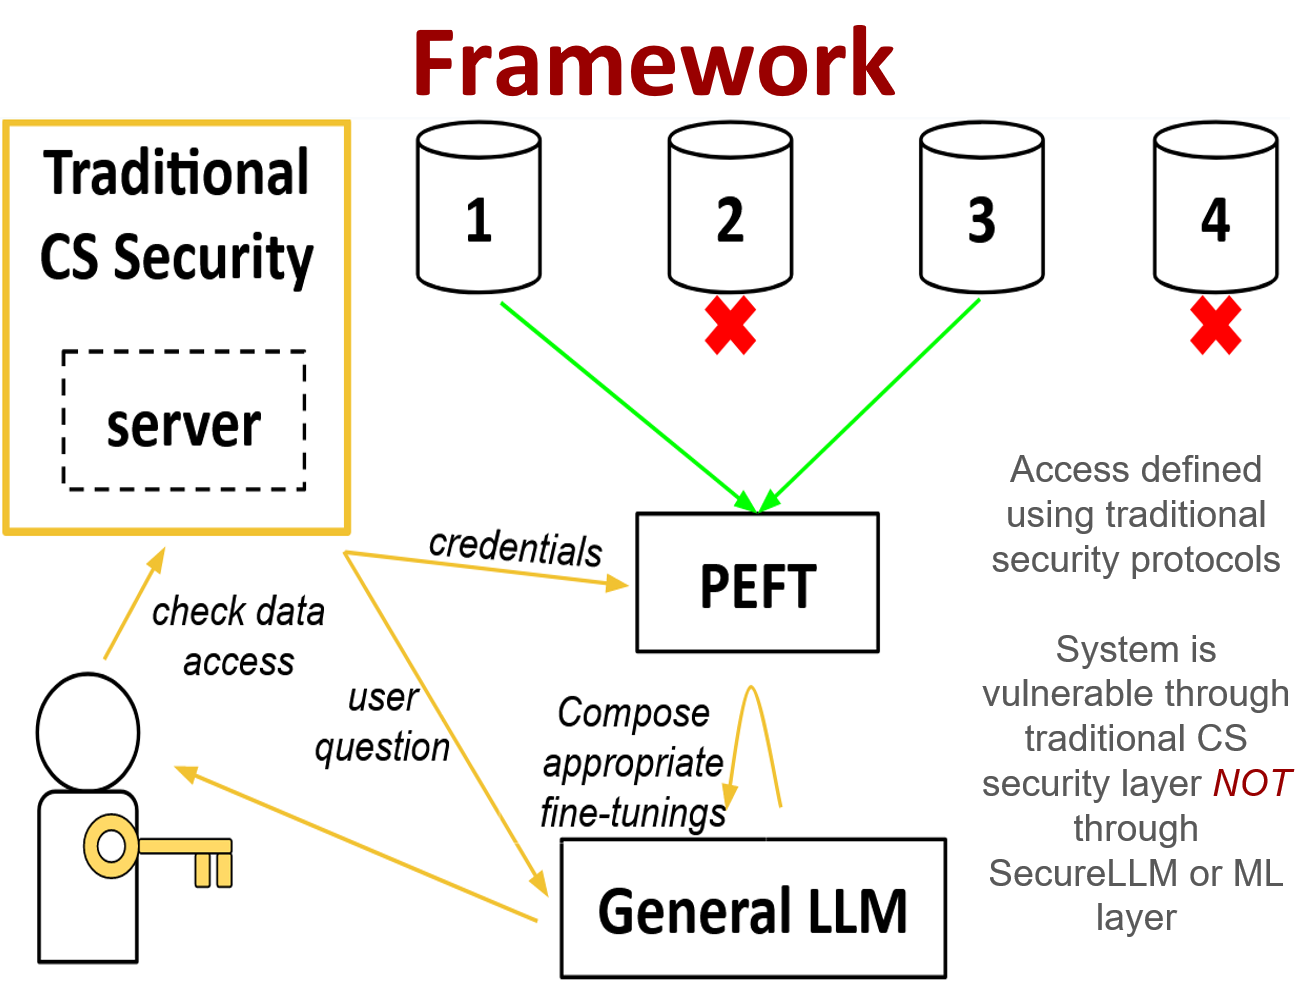 Framework
Traditional
CS Security
server
1
2
3
4
credentials
PEFT
check data
access
user
question
Compose
appropriate
fine-tunings
General LLM
Access defined
using traditional
security protocols
System is
vulnerable through
traditional CS
security layer NOT
through
SecureLLM or ML
layer